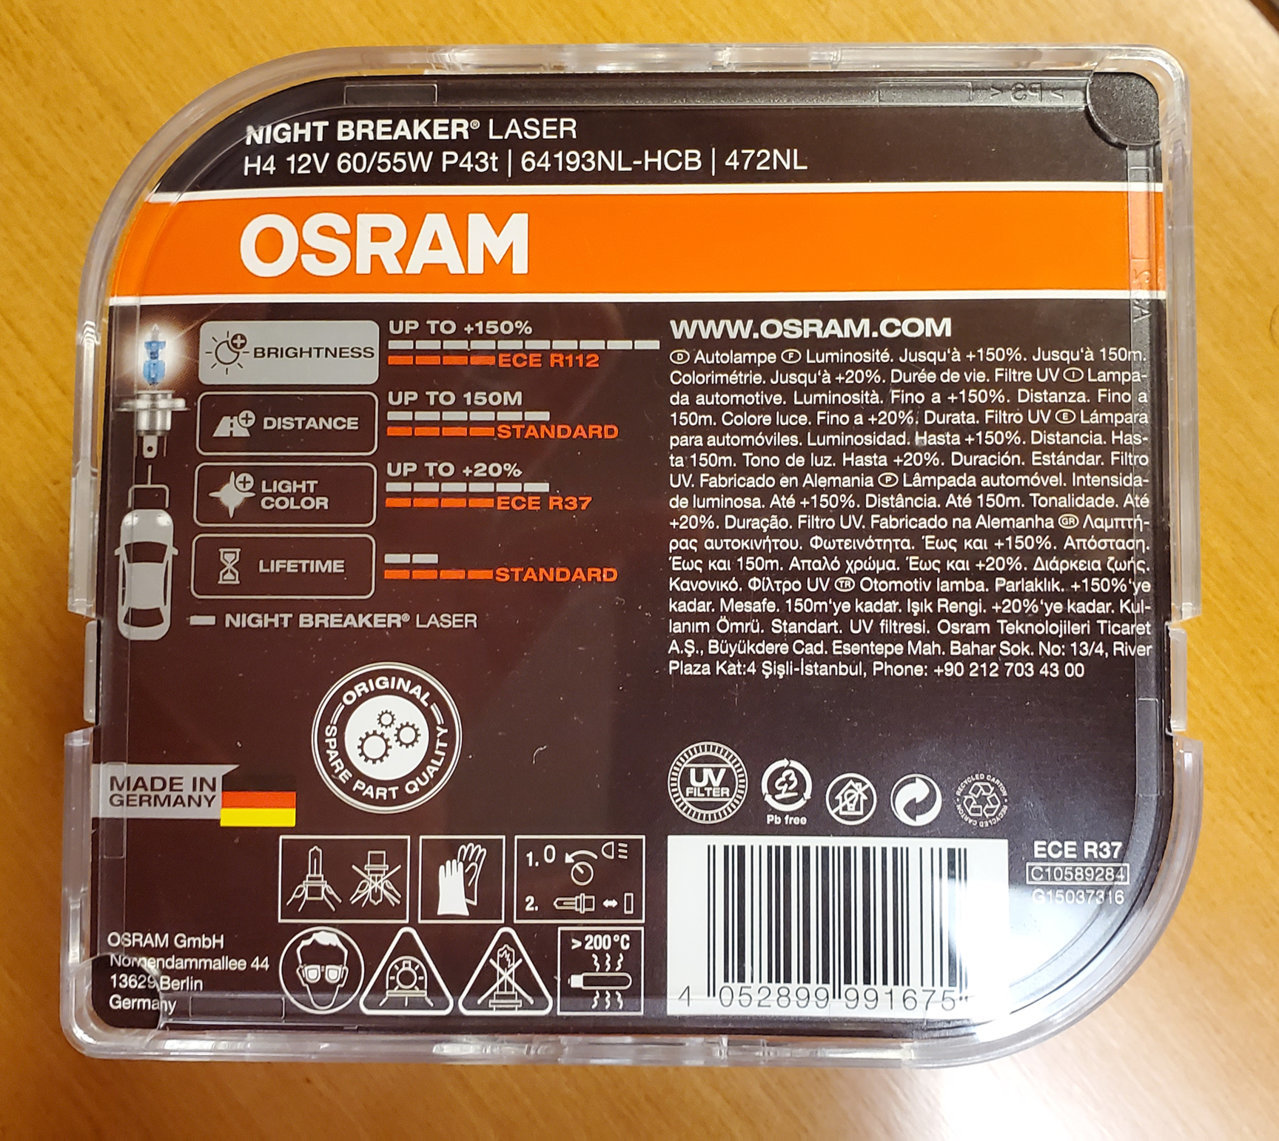 NIGHT BREAKER® LASER
H4 12V 60/55W P43t | 64193NL-HCB | 472NL
OSRAM
BRIGHTNESS
UP TO +150%
ECE R112
DISTANCE
UP TO 150M
STANDARD
LIGHT
COLOR
UP TO +20%
ECE R37
LIFETIME
STANDARD
NIGHT BREAKER® LASER
WWW.OSRAM.COM
Ⓓ Autolampe Ⓕ Luminosité. Jusqu'à +150%. Jusqu'à 150m.
Colorimétrie. Jusqu'à +20%. Durée de vie. Filtre UV Ⓘ Lampa-
da automotive. Luminosità. Fino a +150%. Distanza. Fino a
150m. Colore luce. Fino a +20%. Durata. Filtro UV Ⓔ Lámpara
para automóviles. Luminosidad. Hasta +150%. Distancia. Has-
ta 150m. Tono de luz. Hasta +20%. Duración. Estándar. Filtro
UV. Fabricado en Alemania Ⓟ Lâmpada automóvel. Intensida-
de luminosa. Até +150%. Distância. Até 150m. Tonalidade. Até
+20%. Duração. Filtro UV. Fabricado na Alemanha GR Λαμπτή-
ρας αυτοκινήτου. Φωτεινότητα. Έως και +150%. Απόσταση.
Έως και 150m. Απαλό χρώμα. Έως και +20%. Διάρκεια ζωής.
Κανονικό. Φίλτρο UV TR Otomotiv lamba. Parlaklık. +150%'ye
kadar. Mesafe. 150m'ye kadar. Işık Rengi. +20%'ye kadar. Kul-
lanım Ömrü. Standart. UV filtresi. Osram Teknolojileri Ticaret
A.Ş., Büyükdere Cad. Esentepe Mah. Bahar Sok. No: 13/4, River
Plaza Kat:4 Şişli-İstanbul, Phone: +90 212 703 43 00
ORIGINAL
SPARE PART QUALITY
MADE IN
GERMANY
UV
FILTER
Pb free
RECYCLED CARTON
RECYCLED CARTON
ECE R37
C10589284
G15037316
1. 0
2.
>200°C
OSRAM GmbH
Nonnendammallee 44
13629 Berlin
Germany
4 052899 991675